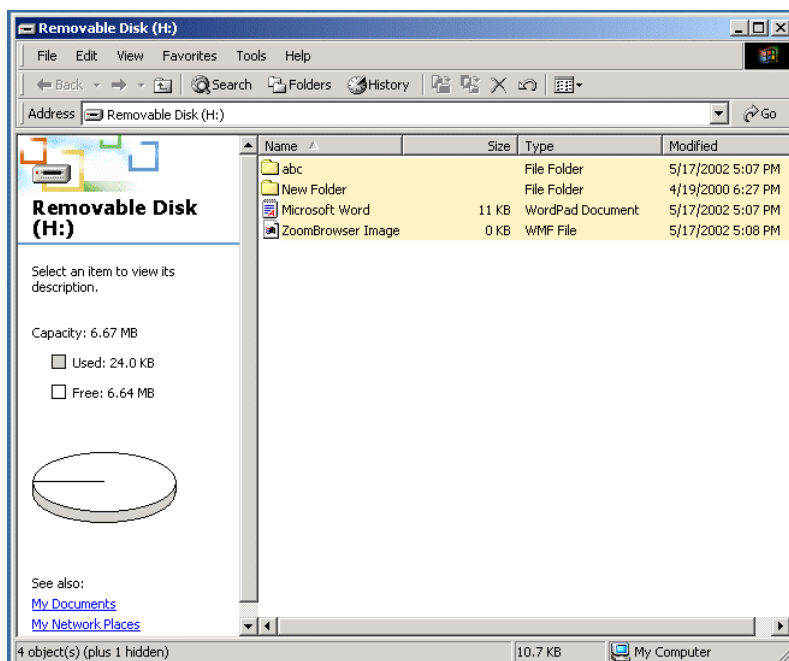 Removable Disk (H:)
File Edit View Favorites Tools Help
Back Search Folders History
Address Removable Disk (H:) Go
Removable Disk
(H:)
Select an item to view its
description.
Capacity: 6.67 MB
Used: 24.0 KB
Free: 6.64 MB
See also:
My Documents
My Network Places
Name Size Type Modified
abc File Folder 5/17/2002 5:07 PM
New Folder File Folder 4/19/2000 6:27 PM
Microsoft Word 11 KB WordPad Document 5/17/2002 5:07 PM
ZoomBrowser Image 0 KB WMF File 5/17/2002 5:08 PM
4 object(s) (plus 1 hidden) 10.7 KB My Computer